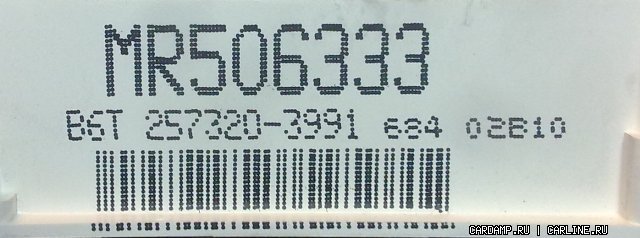 MR506333
B6T 257320-3991 684 02B10
CARDAMP.RU | CARLINE.RU